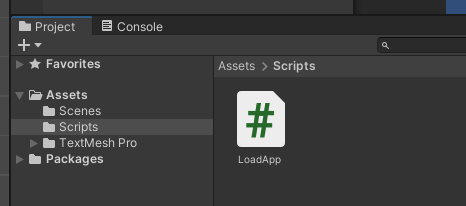 Project
Console
Favorites
Assets > Scripts
Assets
Scenes
Scripts
TextMesh Pro
Packages
#
LoadApp